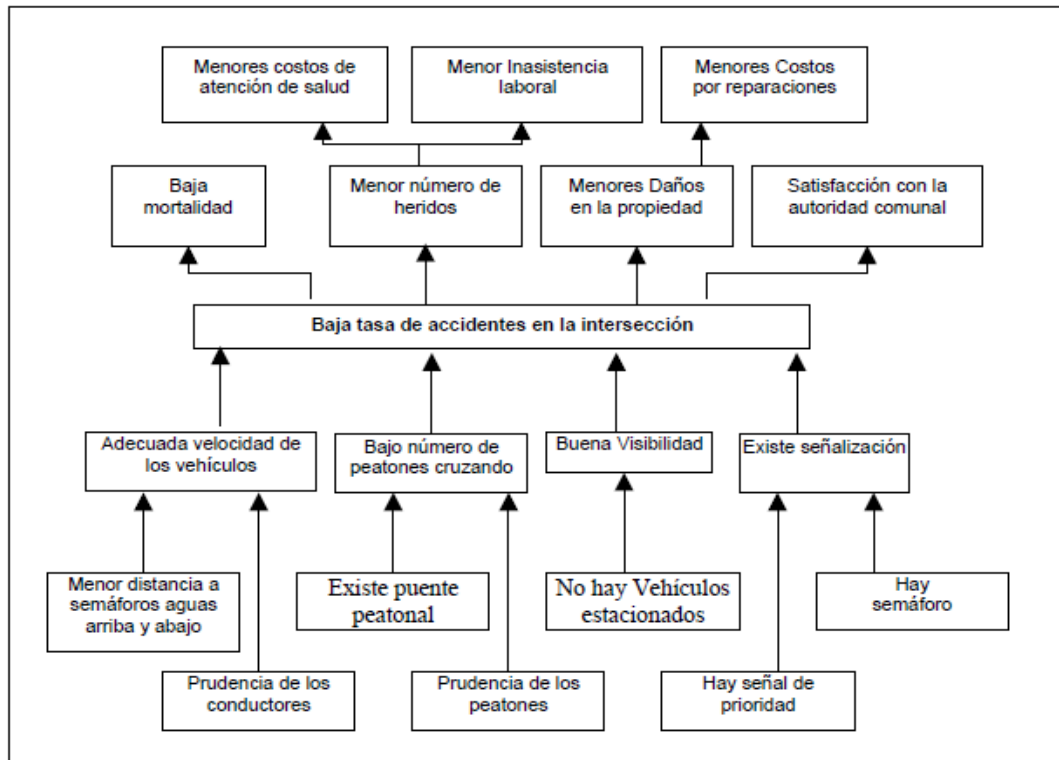 Menores costos de
atención de salud
Menor Inasistencia
laboral
Menores Costos
por reparaciones
Baja
mortalidad
Menor número de
heridos
Menores Daños
en la propiedad
Satisfacción con la
autoridad comunal
Baja tasa de accidentes en la intersección
Adecuada velocidad de
los vehículos
Bajo número de
peatones cruzando
Buena Visibilidad
Existe señalización
Menor distancia a
semáforos aguas
arriba y abajo
Existe puente
peatonal
No hay Vehículos
estacionados
Hay
semáforo
Prudencia de los
conductores
Prudencia de los
peatones
Hay señal de
prioridad